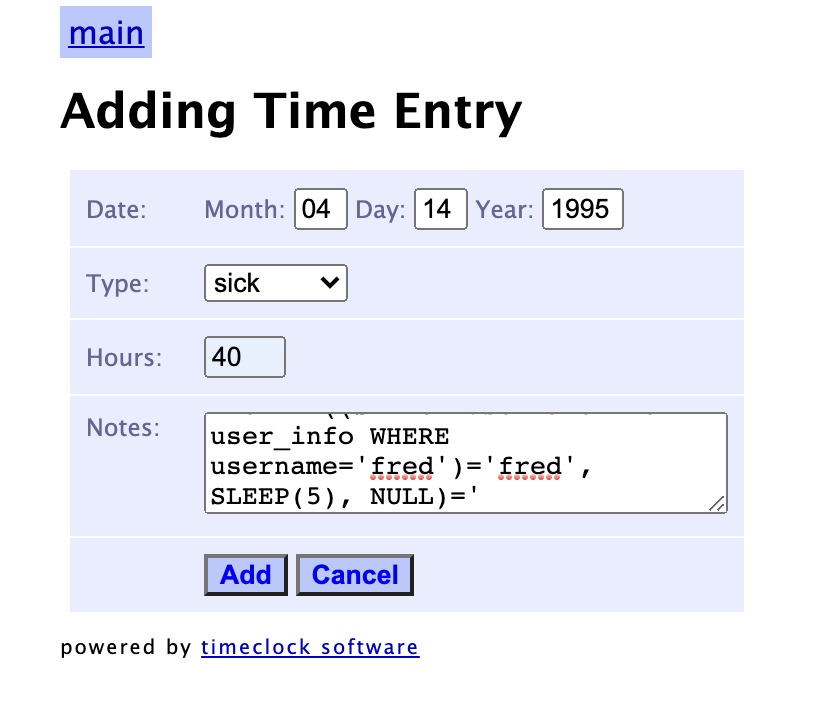 main
Adding Time Entry
Date: Month: 04 Day: 14 Year: 1995
Type: sick
Hours: 40
Notes:
user_info WHERE
username='fred')='fred',
SLEEP(5), NULL)='
Add Cancel
powered by timeclock software